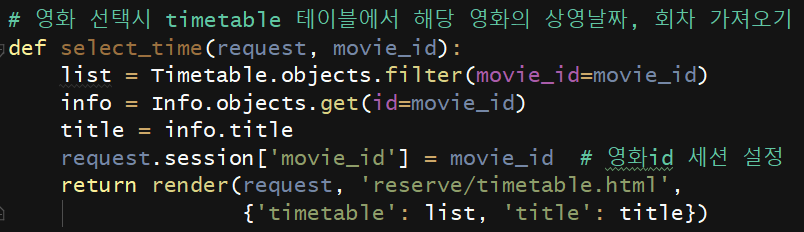 # 영화 선택시 timetable 테이블에서 해당 영화의 상영날짜, 회차 가져오기
def select_time(request, movie_id):
    list = Timetable.objects.filter(movie_id=movie_id)
    info = Info.objects.get(id=movie_id)
    title = info.title
    request.session['movie_id'] = movie_id  # 영화id 세션 설정
    return render(request, 'reserve/timetable.html',
                  {'timetable': list, 'title': title})